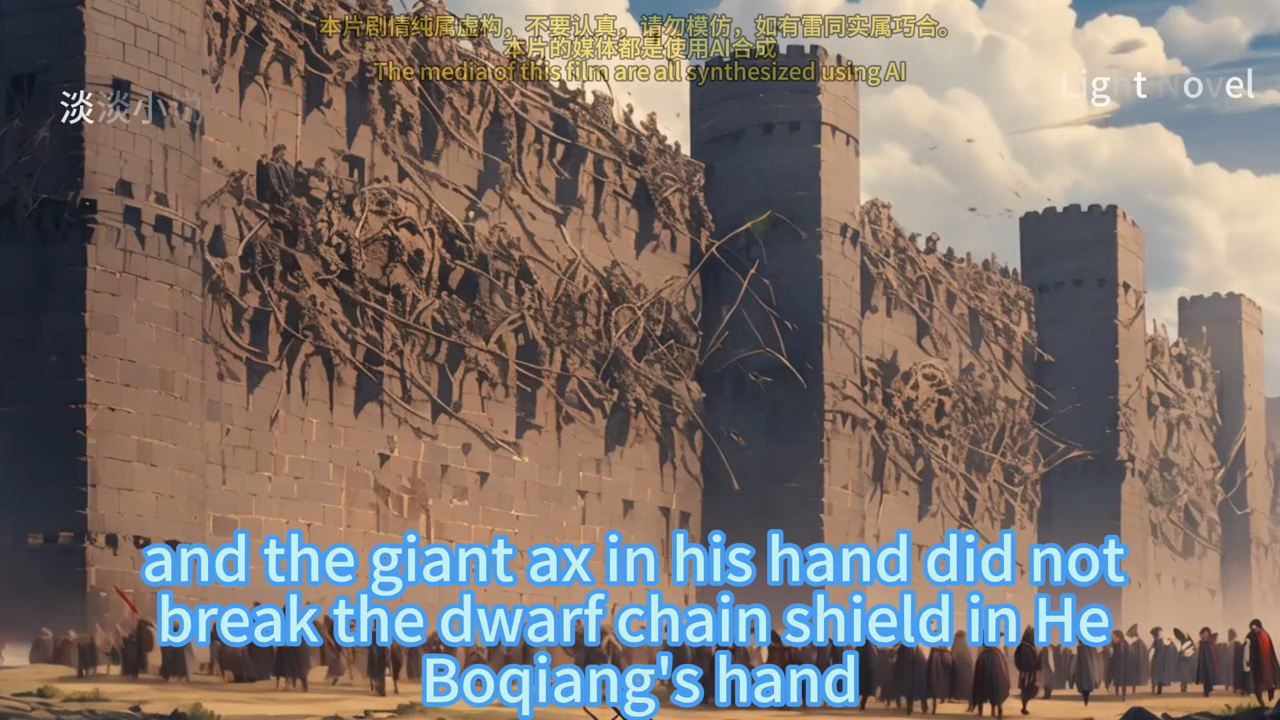 本片剧情纯属虚构，不要认真，请勿模仿，如有雷同实属巧合。
本片的媒体都是使用AI合成
The media of this film are all synthesized using AI
淡淡小说
Light Novel
and the giant ax in his hand did not
break the dwarf chain shield in He
Boqiang's hand